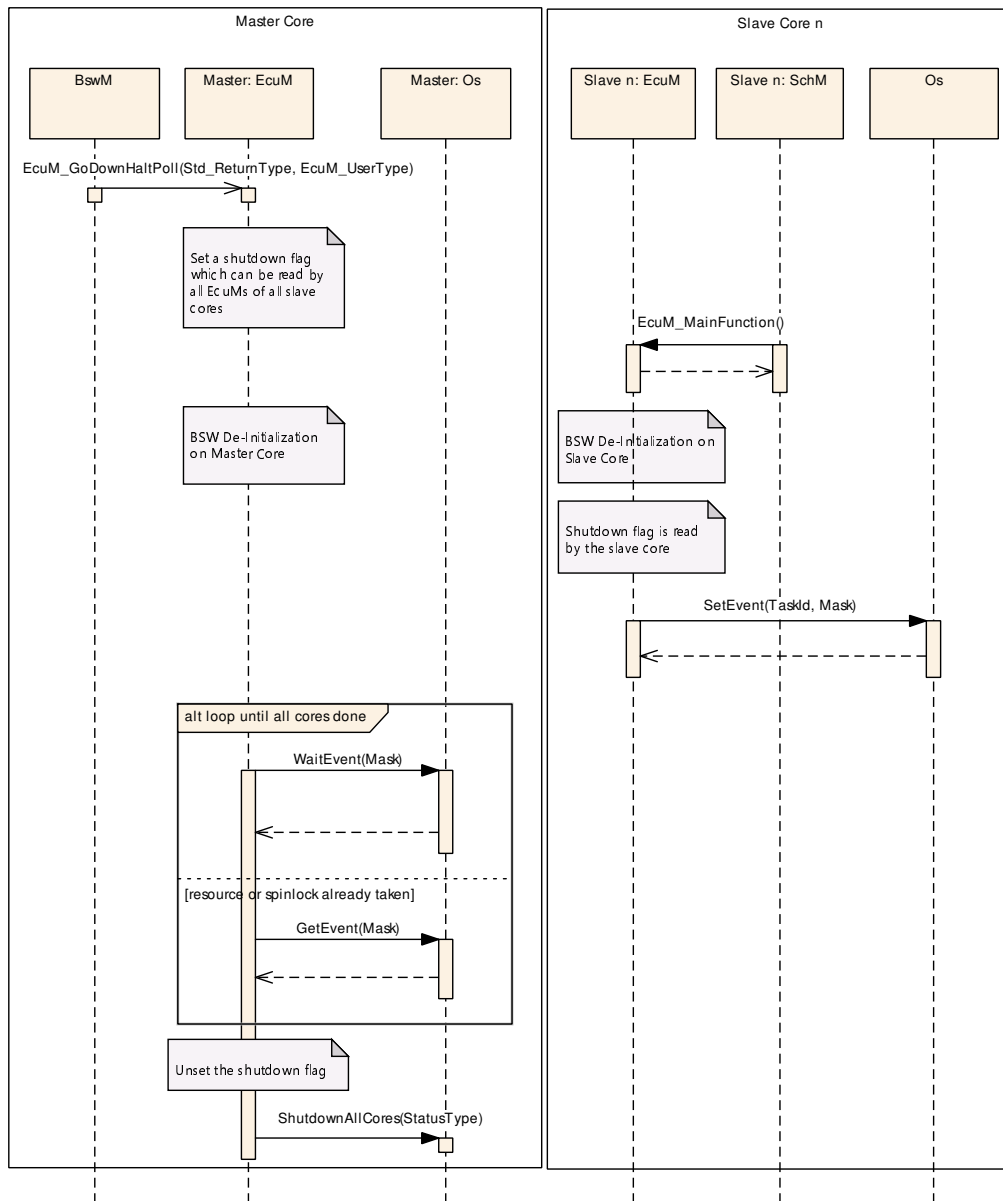 Master Core
Slave Core n
BswM
Master: EcuM
Master: Os
Slave n: EcuM
Slave n: SchM
Os
EcuM_GoDownHaltPoll(Std_ReturnType, EcuM_UserType)
Set a shutdown flag
which can be read by
all EcuMs of all slave
cores
EcuM_MainFunction()
BSW De-Initialization
on Master Core
BSW De-Initialization on
Slave Core
Shutdown flag is read
by the slave core
SetEvent(TaskId, Mask)
alt loop until all cores done
WaitEvent(Mask)
[resource or spinlock already taken]
GetEvent(Mask)
Unset the shutdown flag
ShutdownAllCores(StatusType)